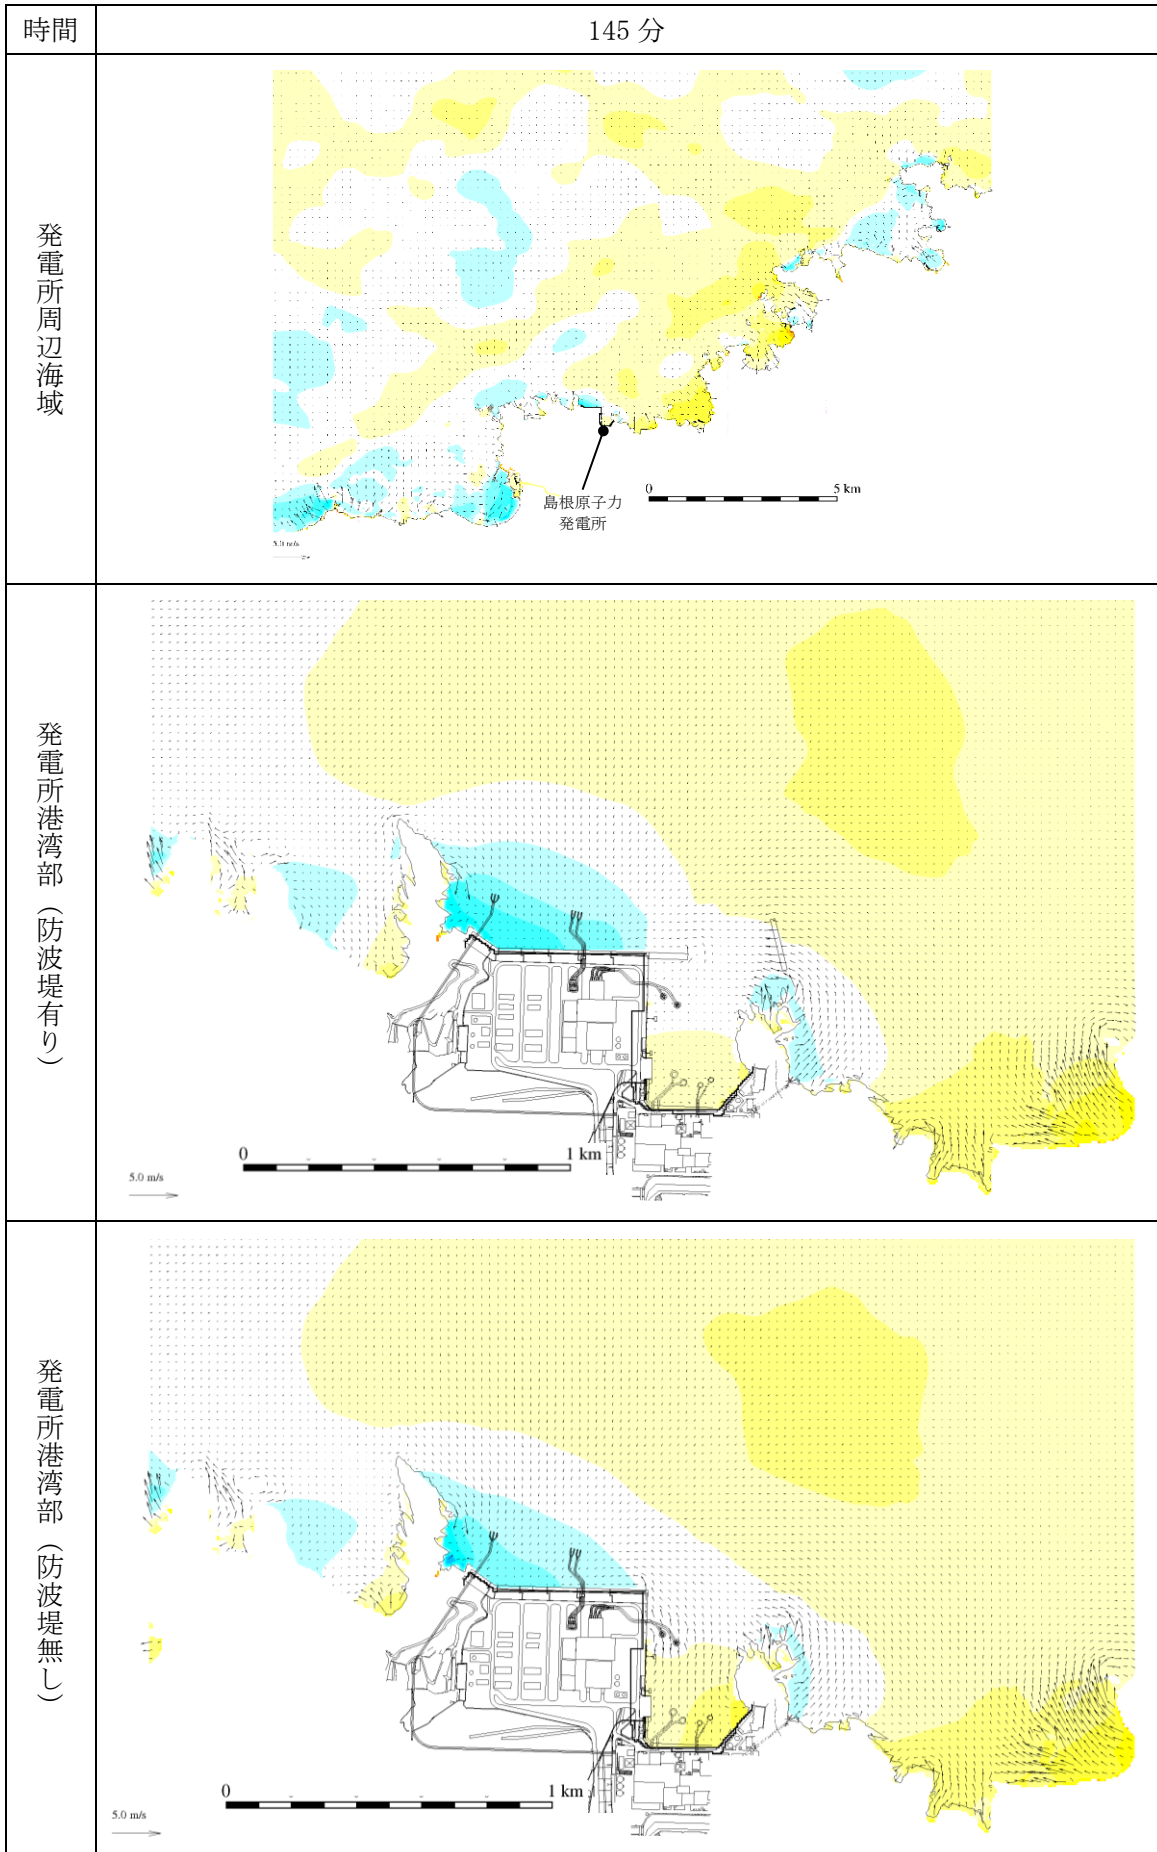 時間
145 分
発電所周辺海域
島根原子力
発電所
0
5 km
5.0 m/s
発電所港湾部（防波堤有り）
0
1 km
5.0 m/s
発電所港湾部（防波堤無し）
0
1 km
5.0 m/s